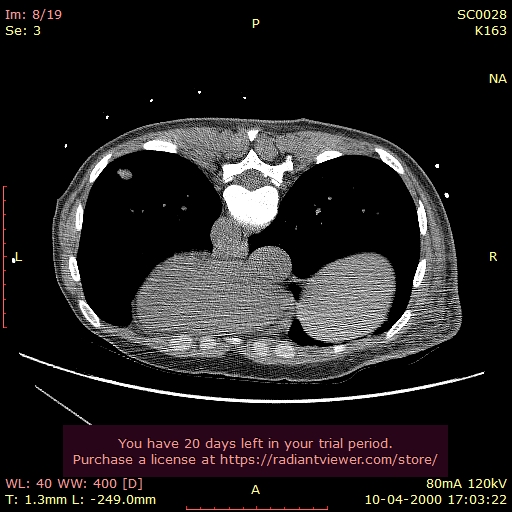 Im: 8/19
Se: 3
P
SC0028
K163
NA
L
R
You have 20 days left in your trial period.
Purchase a license at https://radiantviewer.com/store/
WL: 40 WW: 400 [D]
T: 1.3mm L: -249.0mm
A
80mA 120kV
10-04-2000 17:03:22